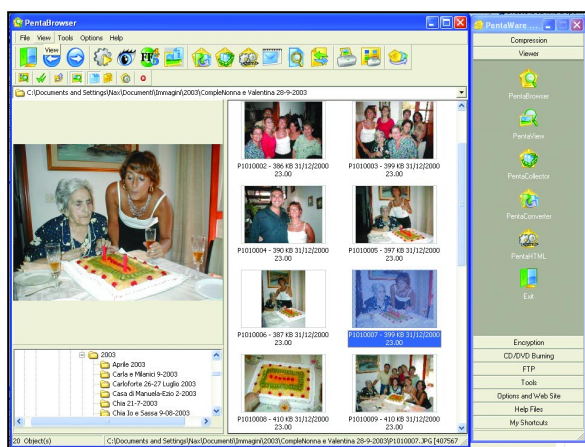 PentaBrowser
File View Tools Options Help
View
FF
C:\Documents and Settings\Nax\Documenti\Immagini\2003\CompleNonna e Valentina 28-9-2003
P1010002 - 386 KB 31/12/2000
23.00
P1010003 - 399 KB 31/12/2000
23.00
P1010004 - 390 KB 31/12/2000
23.00
P1010005 - 397 KB 31/12/2000
23.00
P1010006 - 387 KB 31/12/2000
23.00
P1010007 - 399 KB 31/12/2000
23.00
P1010008 - 410 KB 31/12/2000
23.00
P1010009 - 410 KB 31/12/2000
23.00
2003
Aprile 2003
Carla e Milanici 9-2003
Carloforte 26-27 Luglio 2003
Casa di Manuela-Ezio 2-2003
Chia 21-7-2003
Chia Io e Sassa 9-08-2003
20 Object(s)
C:\Documents and Settings\Nax\Documenti\Immagini\2003\CompleNonna e Valentina 28-9-2003\P1010007.JPG [407567
PentaWare ...
Compression
Viewer
PentaBrowser
PentaView
PentaCollector
PentaConverter
PentaHTML
Exit
Encryption
CD/DVD Burning
FTP
Tools
Options and Web Site
Help Files
My Shortcuts